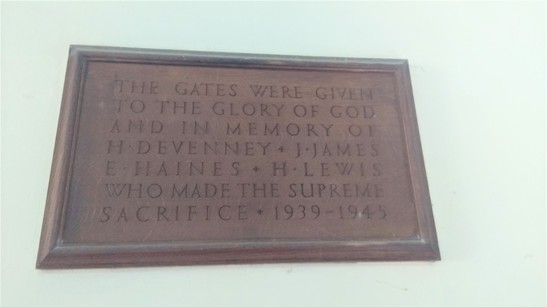 THE GATES WERE GIVEN
TO THE GLORY OF GOD
AND IN MEMORY OF
H·DEVENNEY + J·JAMES
E·HAINES + H·LEWIS
WHO MADE THE SUPREME
SACRIFICE · 1939-1945